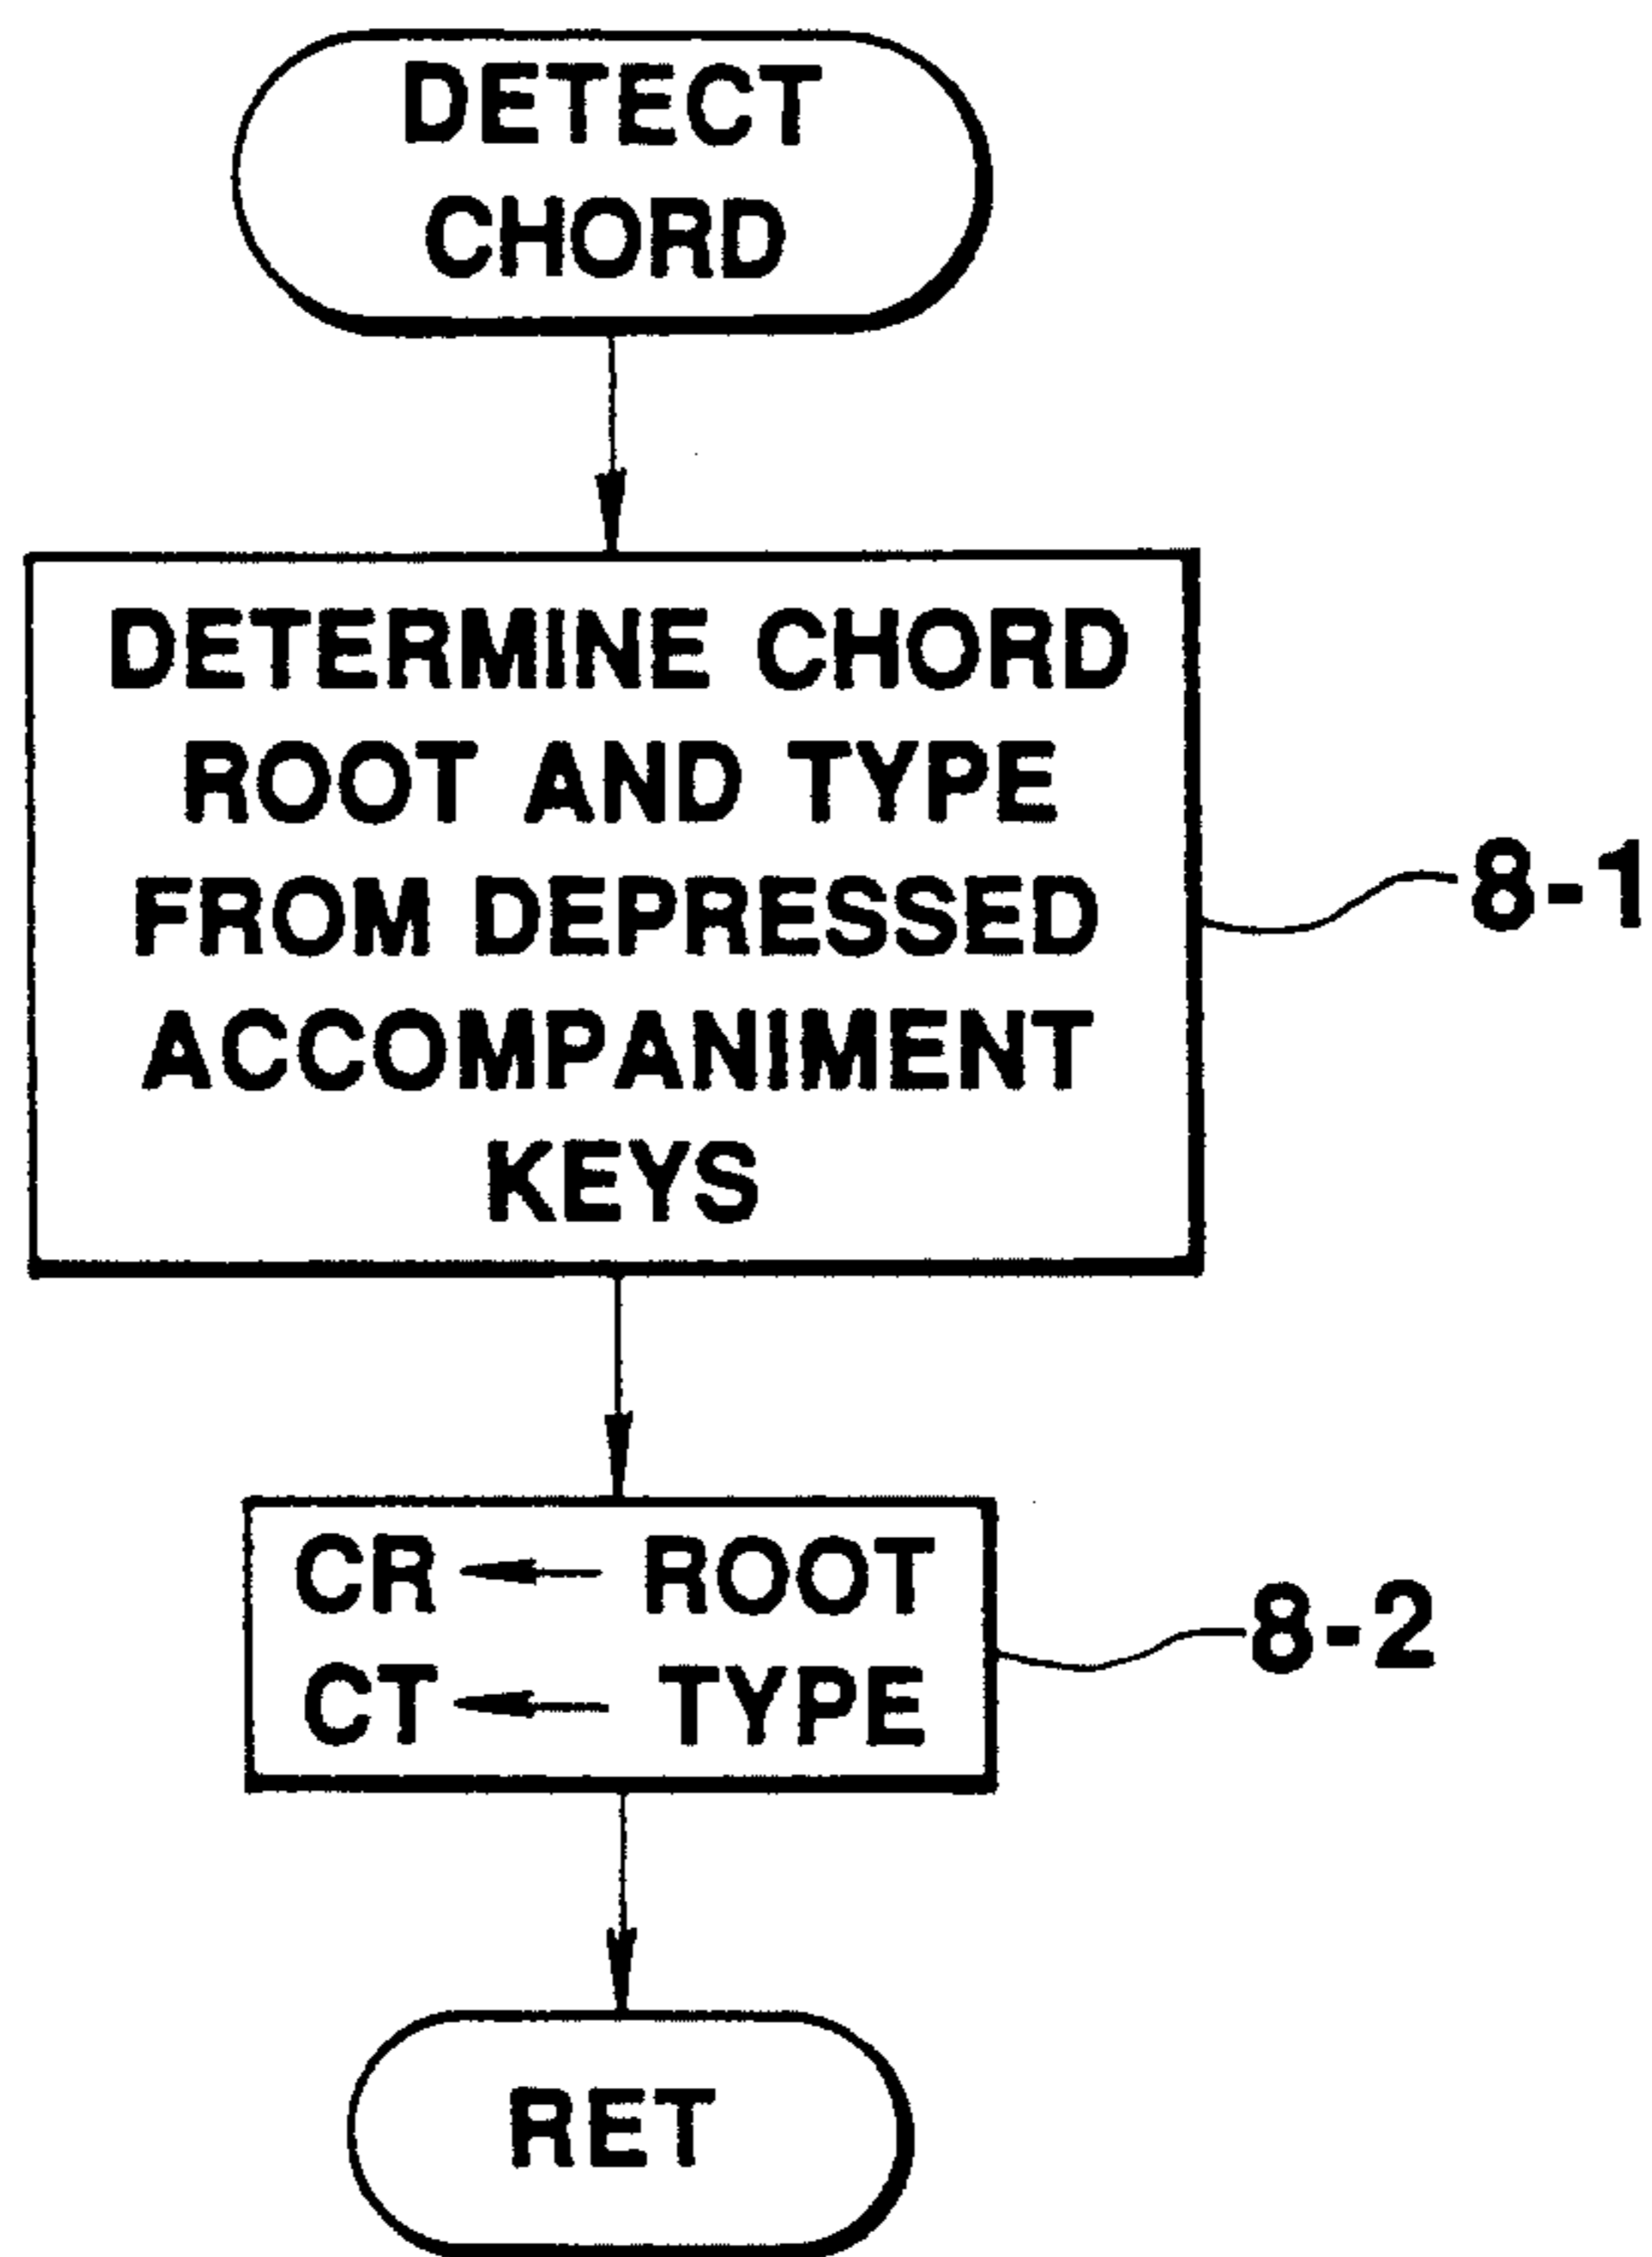 DETECT
CHORD
DETERMINE CHORD
ROOT AND TYPE
FROM DEPRESSED
ACCOMPANIMENT
KEYS
8-1
CR ← ROOT
CT ← TYPE
8-2
RET